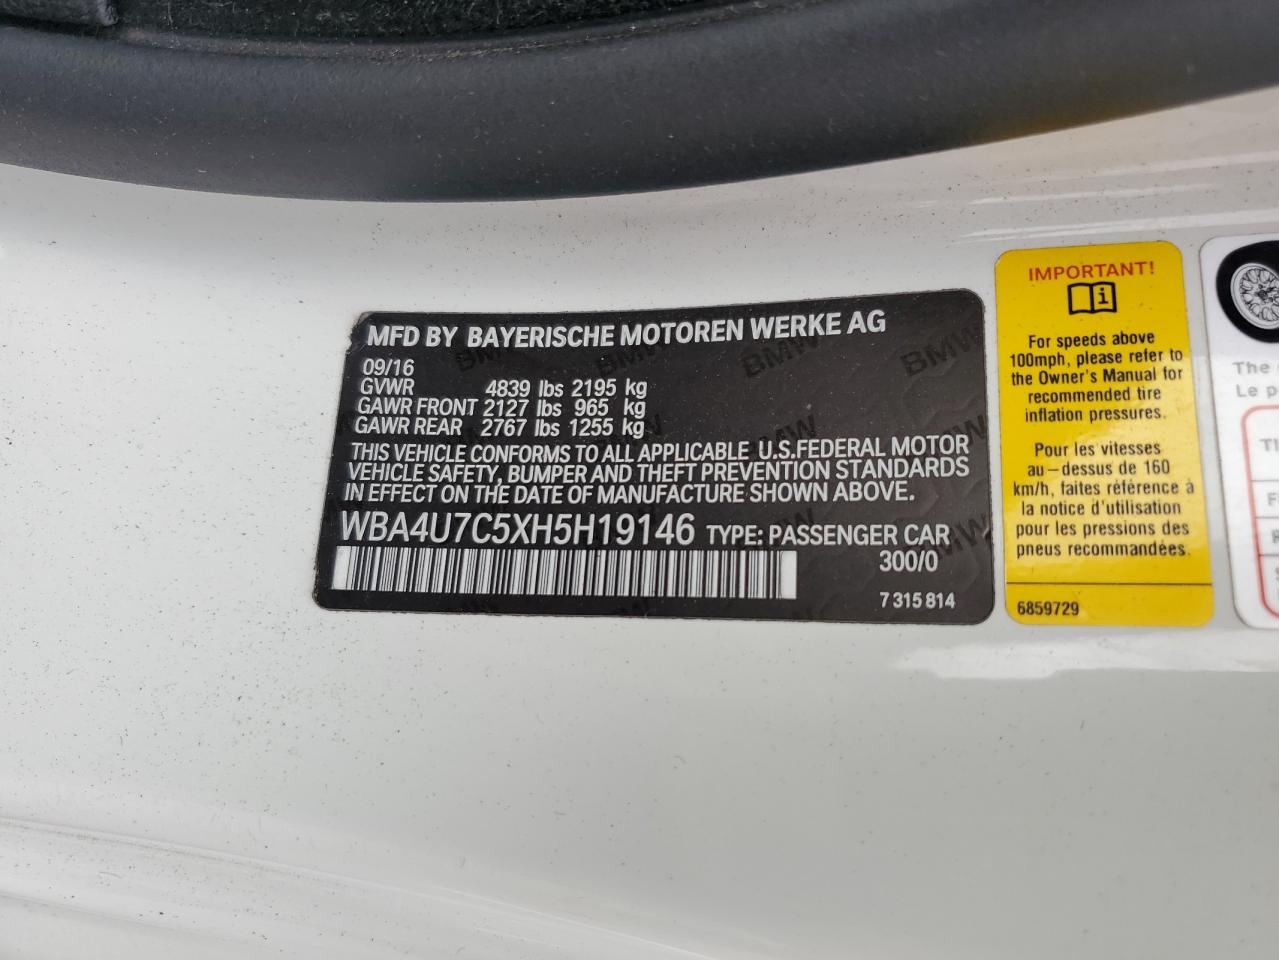 MFD BY BAYERISCHE MOTOREN WERKE AG
09/16
GVWR 4839 lbs 2195 kg
GAWR FRONT 2127 lbs 965 kg
GAWR REAR 2767 lbs 1255 kg
THIS VEHICLE CONFORMS TO ALL APPLICABLE U.S.FEDERAL MOTOR
VEHICLE SAFETY, BUMPER AND THEFT PREVENTION STANDARDS
IN EFFECT ON THE DATE OF MANUFACTURE SHOWN ABOVE.
WBA4U7C5XH5H19146 TYPE: PASSENGER CAR
300/0
7 315 814
IMPORTANT!
i
For speeds above
100mph, please refer to
the Owner's Manual for
recommended tire
inflation pressures.
Pour les vitesses
au-dessus de 160
km/h, faites référence à
la notice d'utilisation
pour les pressions des
pneus recommandées.
6859729
The
Le p